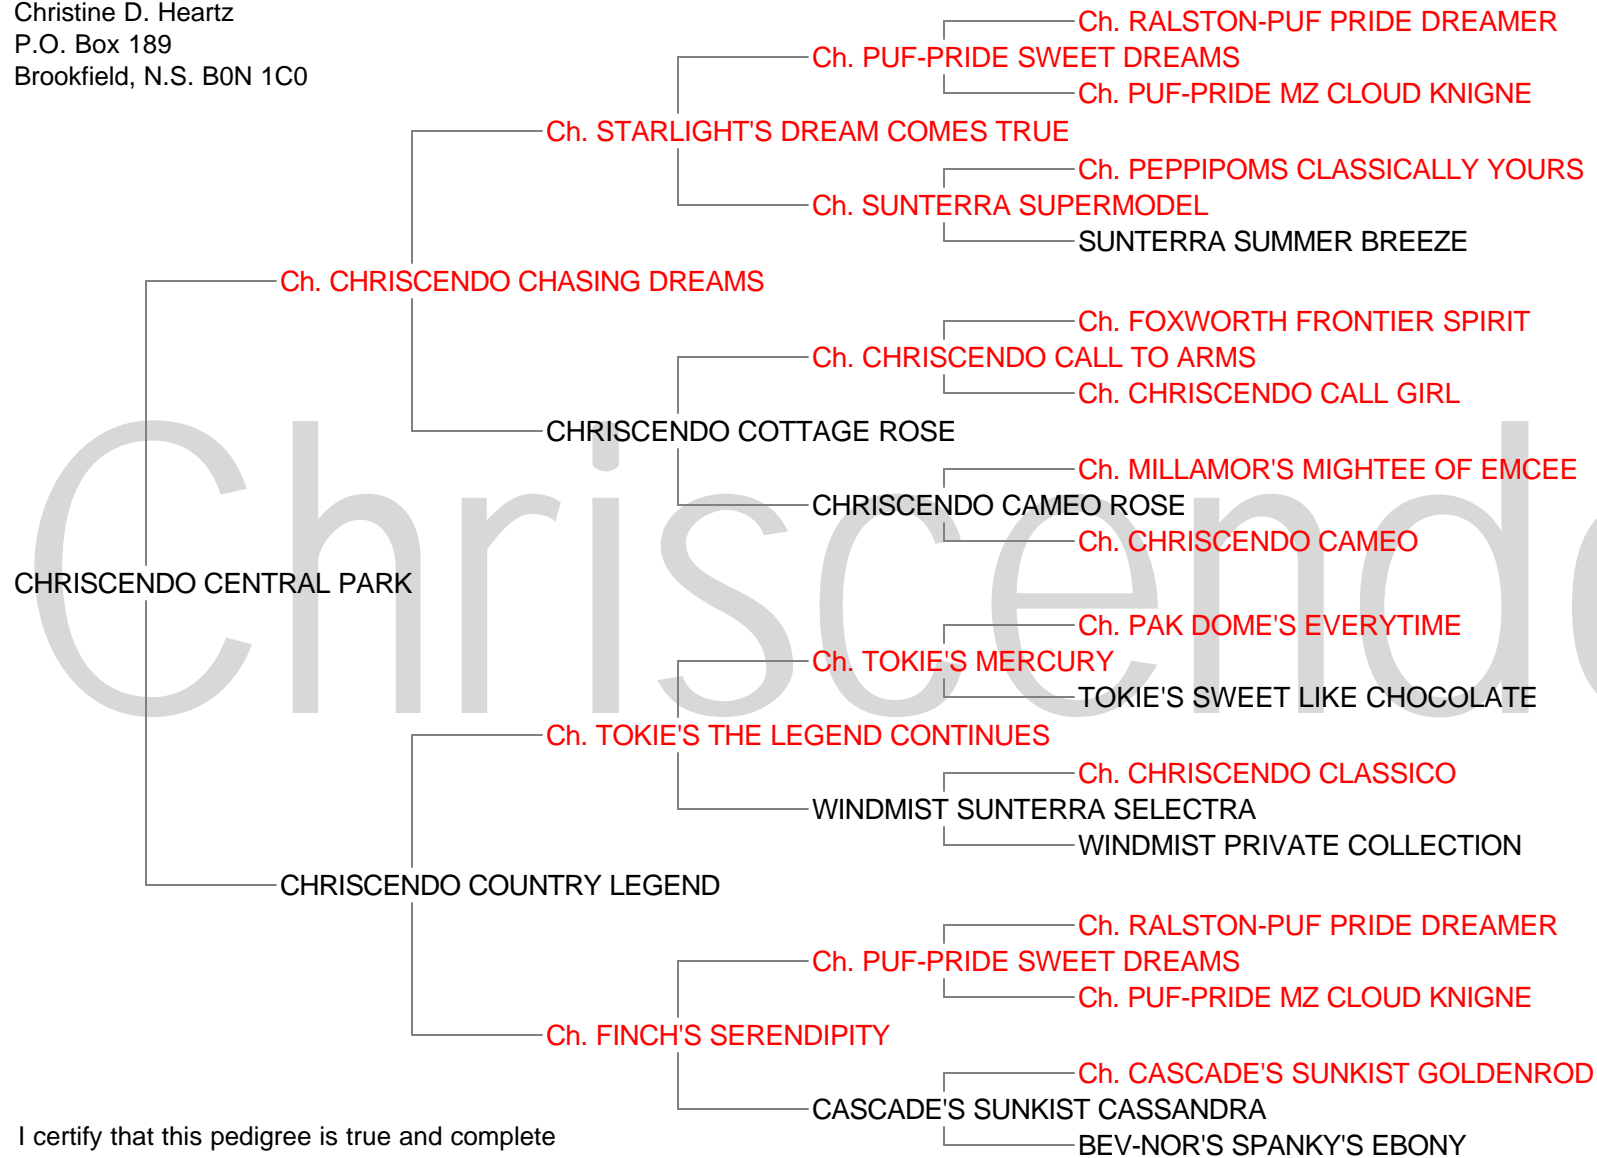 Christine D. Heartz
P.O. Box 189
Brookfield, N.S. B0N 1C0
Ch. RALSTON-PUF PRIDE DREAMER
Ch. PUF-PRIDE SWEET DREAMS
Ch. PUF-PRIDE MZ CLOUD KNIGNE
Ch. STARLIGHT'S DREAM COMES TRUE
Ch. PEPPIPOMS CLASSICALLY YOURS
Ch. SUNTERRA SUPERMODEL
SUNTERRA SUMMER BREEZE
Ch. CHRISCENDO CHASING DREAMS
Ch. FOXWORTH FRONTIER SPIRIT
Ch. CHRISCENDO CALL TO ARMS
Ch. CHRISCENDO CALL GIRL
CHRISCENDO COTTAGE ROSE
Ch. MILLAMOR'S MIGHTEE OF EMCEE
CHRISCENDO CAMEO ROSE
Ch. CHRISCENDO CAMEO
Chriscendo
CHRISCENDO CENTRAL PARK
Ch. PAK DOME'S EVERYTIME
Ch. TOKIE'S MERCURY
TOKIE'S SWEET LIKE CHOCOLATE
Ch. TOKIE'S THE LEGEND CONTINUES
Ch. CHRISCENDO CLASSICO
WINDMIST SUNTERRA SELECTRA
WINDMIST PRIVATE COLLECTION
CHRISCENDO COUNTRY LEGEND
Ch. RALSTON-PUF PRIDE DREAMER
Ch. PUF-PRIDE SWEET DREAMS
Ch. PUF-PRIDE MZ CLOUD KNIGNE
Ch. FINCH'S SERENDIPITY
Ch. CASCADE'S SUNKIST GOLDENROD
CASCADE'S SUNKIST CASSANDRA
BEV-NOR'S SPANKY'S EBONY
I certify that this pedigree is true and complete